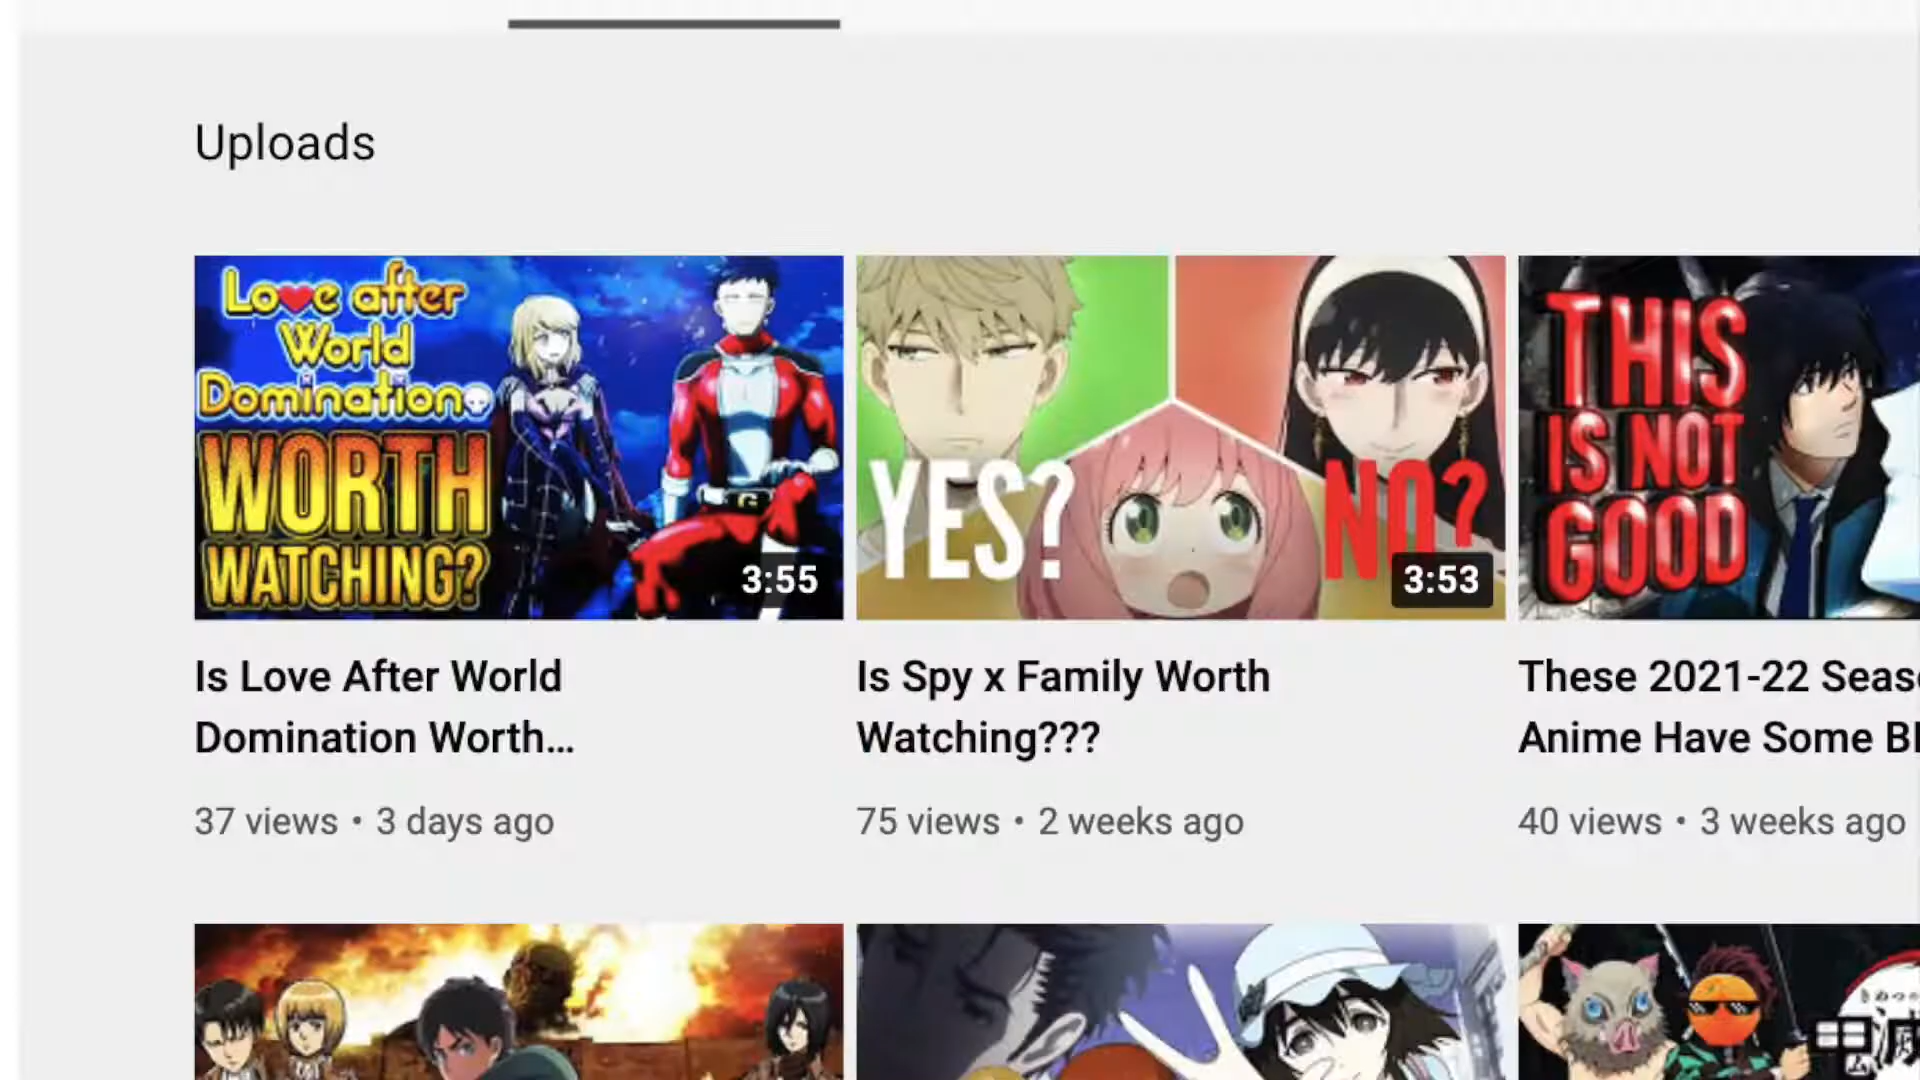 Uploads
Love after
World
Domination
WORTH
WATCHING?
3:55
YES?
NO?
3:53
THIS
IS NOT
GOOD
Is Love After World
Domination Worth...
37 views • 3 days ago
Is Spy x Family Worth
Watching???
75 views • 2 weeks ago
These 2021-22
Anime Have Some
40 views • 3 weeks ago